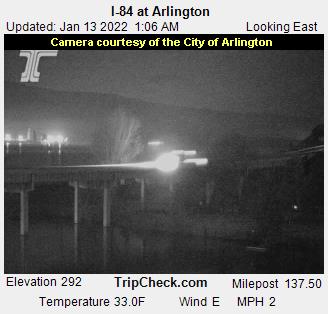 I-84 at Arlington
Updated: Jan 13 2022 1:06 AM Looking East
Camera courtesy of the City of Arlington
Elevation 292 TripCheck.com Milepost 137.50
Temperature 33.0F Wind E MPH 2